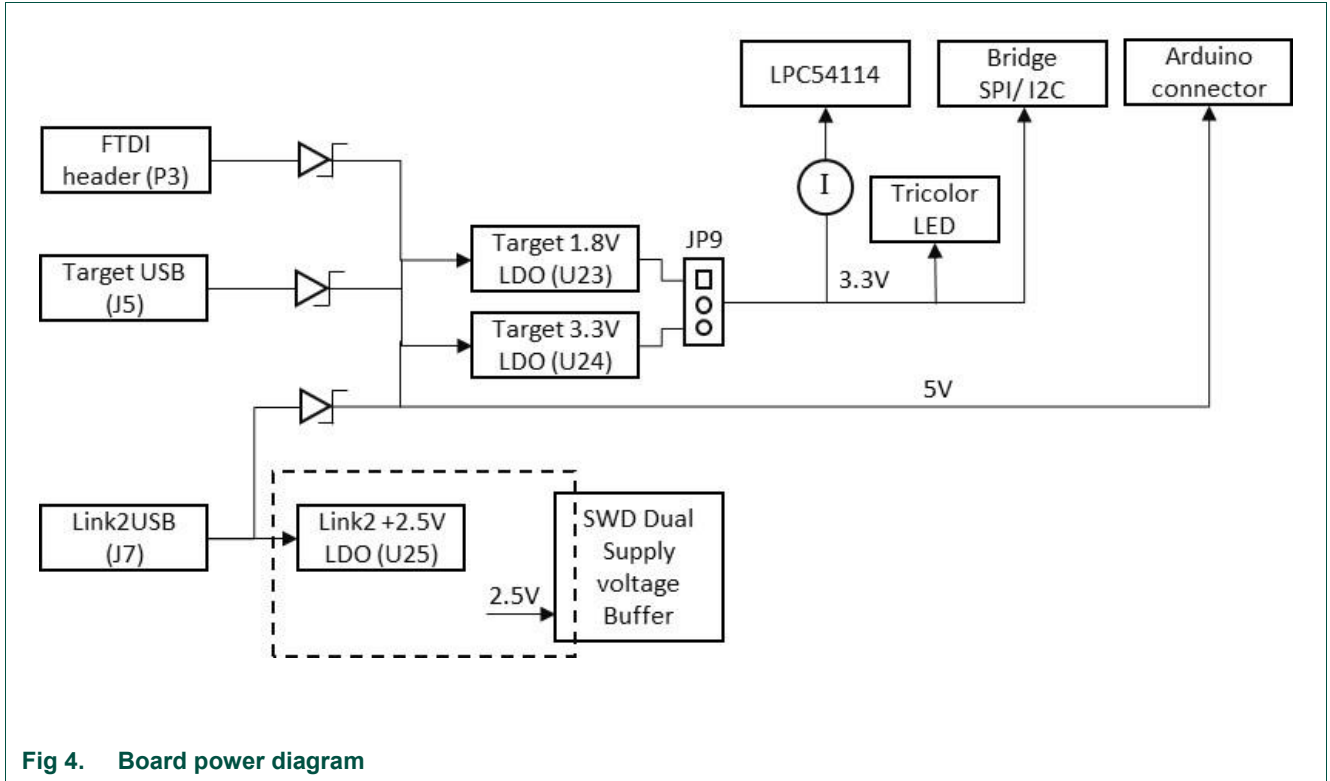 LPC54114
Bridge
SPI/ I2C
Arduino
connector
FTDI
header (P3)
I
Tricolor
LED
Target 1.8V
LDO (U23)
JP9
3.3V
Target USB
(J5)
Target 3.3V
LDO (U24)
5V
Link2USB
(J7)
Link2 +2.5V
LDO (U25)
2.5V
SWD Dual
Supply
voltage
Buffer
Fig 4. Board power diagram